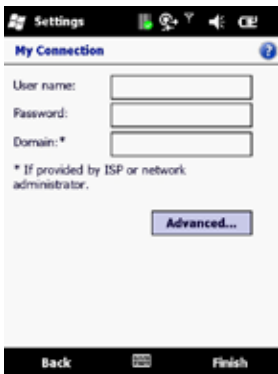 Settings
My Connection
User name:
Password:
Domain:*
* If provided by ISP or network
administrator.
Advanced...
Back
Finish